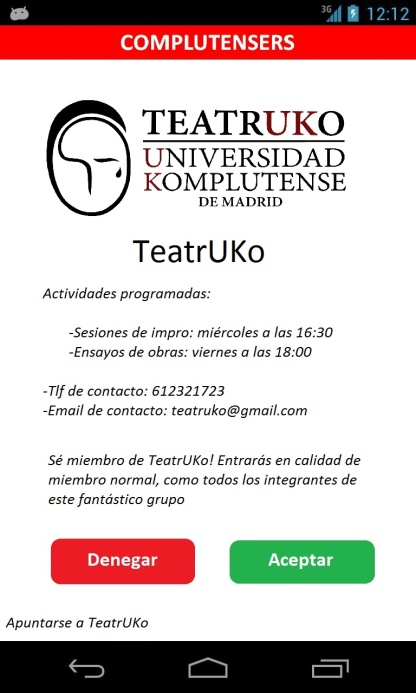 3G 12:12
COMPLUTENSERS
TEATRUKO
UNIVERSIDAD
KOMPLUTENSE
DE MADRID
TeatrUKo
Actividades programadas:
-Sesiones de impro: miércoles a las 16:30
-Ensayos de obras: viernes a las 18:00
-Tlf de contacto: 612321723
-Email de contacto: teatruko@gmail.com
Sé miembro de TeatrUKo! Entrarás en calidad de
miembro normal, como todos los integrantes de
este fantástico grupo
Denegar Aceptar
Apuntarse a TeatrUKo